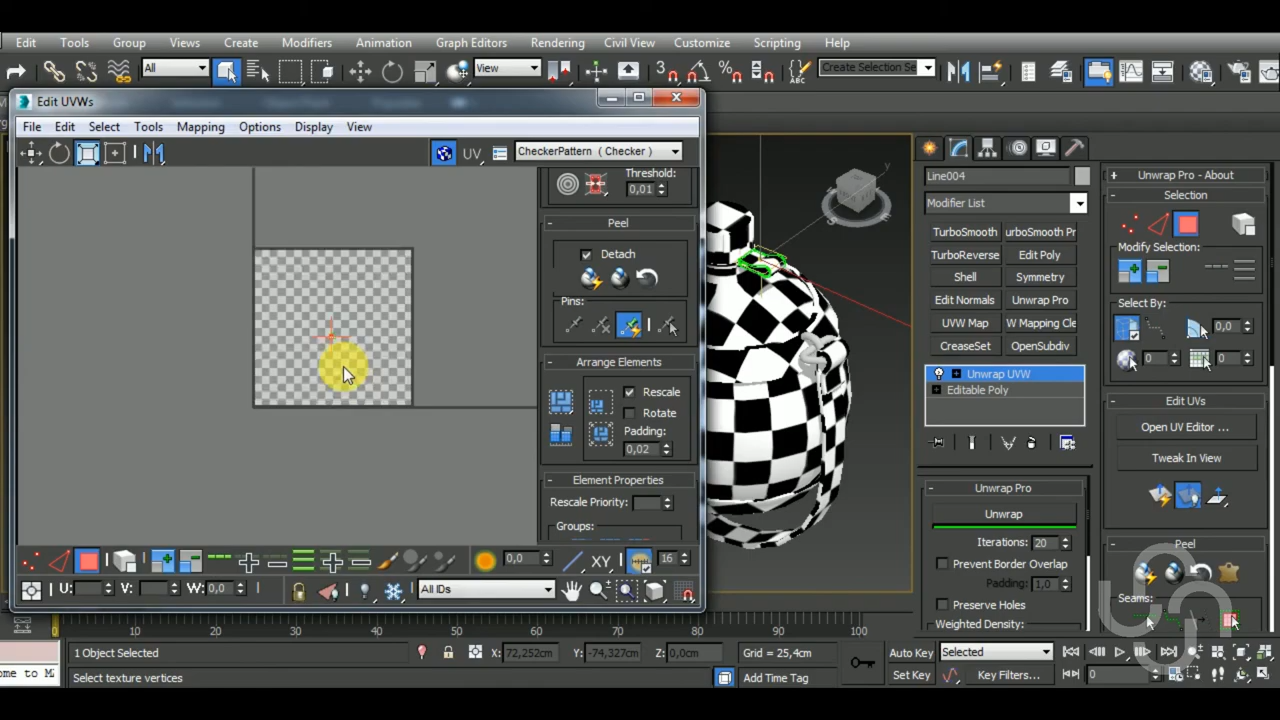 Edit Tools Group Views Create Modifiers Animation Graph Editors Rendering Civil View Customize Scripting Help
All View 3 % ABC Create Selection Se
Edit UVWs
File Edit Select Tools Mapping Options Display View
UV CheckerPattern ( Checker )
Threshold:
0,01
Peel
Detach
Pins:
Arrange Elements
Rescale
Rotate
Padding:
0,02
Element Properties
Rescale Priority:
Groups:
0,0 XY 16
U: V: W: 0,0 All IDs
Line004
Modifier List
TurboSmooth urboSmooth Pr
TurboReverse Edit Poly
Shell Symmetry
Edit Normals Unwrap Pro
UVW Map W Mapping Cle
CreaseSet OpenSubdiv
Unwrap UVW
Editable Poly
Unwrap Pro
Unwrap
Iterations: 20
Prevent Border Overlap
Padding: 1,0
Preserve Holes
Weighted Density:
Unwrap Pro - About
Selection
Modify Selection:
Select By:
0,0
0 0
Edit UVs
Open UV Editor ...
Tweak In View
Peel
Seams:
0 10 20 30 40 50 60 70 80 90 100
1 Object Selected X: 72,252cm Y: -74,327cm Z: 0,0cm Grid = 25,4cm Auto Key Selected
ome to M
Select texture vertices Add Time Tag Set Key Key Filters... 0